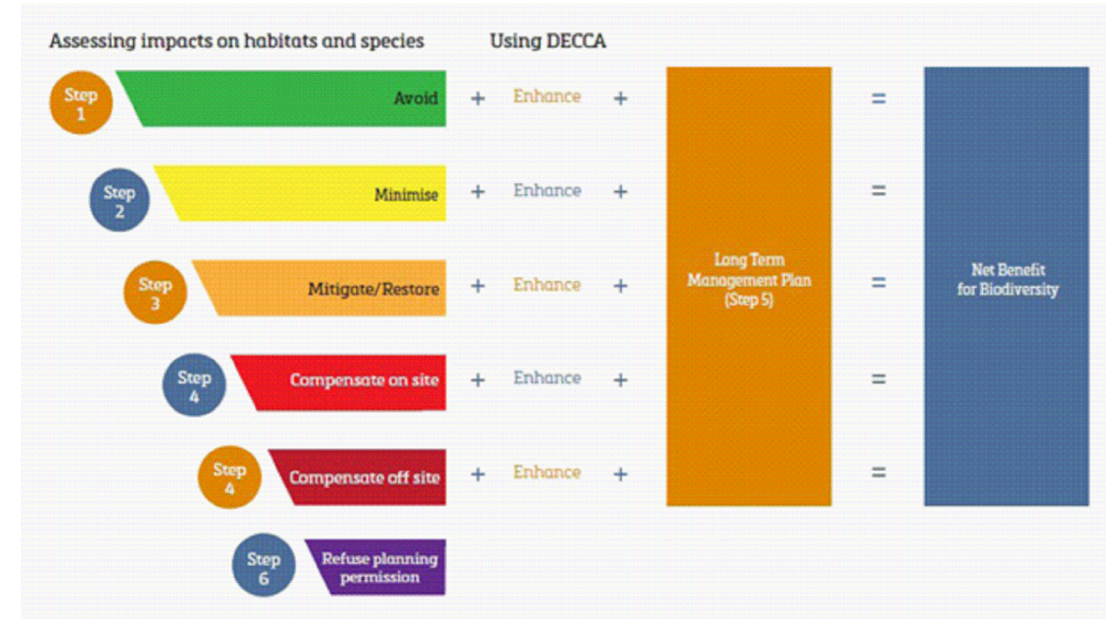 Assessing impacts on habitats and species
Using DECCA
Step
1
Avoid
+ Enhance +
=
Step
2
Minimise
+ Enhance +
=
Step
3
Mitigate/Restore
+ Enhance +
Long Term
Management Plan
(Step 5)
=
Net Benefit
for Biodiversity
Step
4
Compensate on site
+ Enhance +
=
Step
4
Compensate off site
+ Enhance +
=
Step
6
Refuse planning
permission